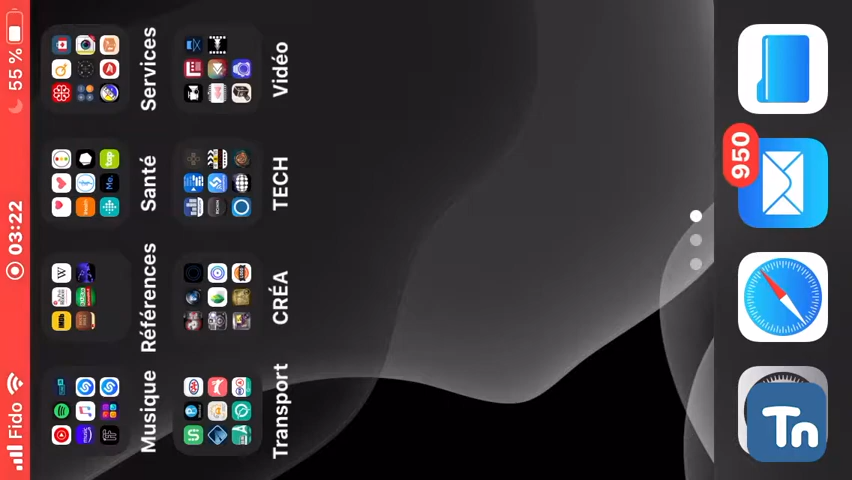 Fido 03:22 55 %
Musique Références Santé Services
Transport CRÉA TECH Vidéo
950
Tn